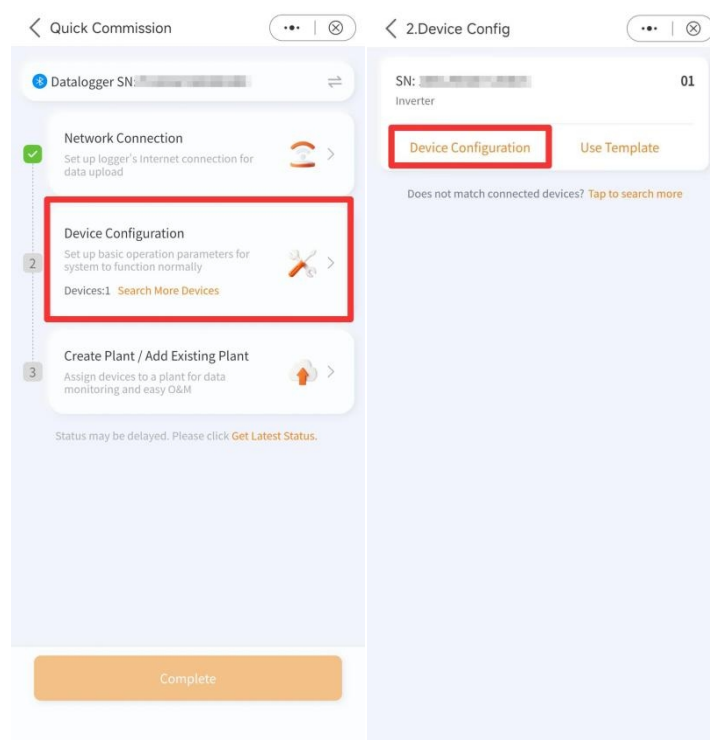 Quick Commission
Datalogger SN:
Network Connection
Set up logger's Internet connection for
data upload
2
Device Configuration
Set up basic operation parameters for
system to function normally
Devices:1 Search More Devices
3
Create Plant / Add Existing Plant
Assign devices to a plant for data
monitoring and easy O&M
Status may be delayed. Please click Get Latest Status.
Complete
2.Device Config
SN:
01
Inverter
Device Configuration
Use Template
Does not match connected devices? Tap to search more